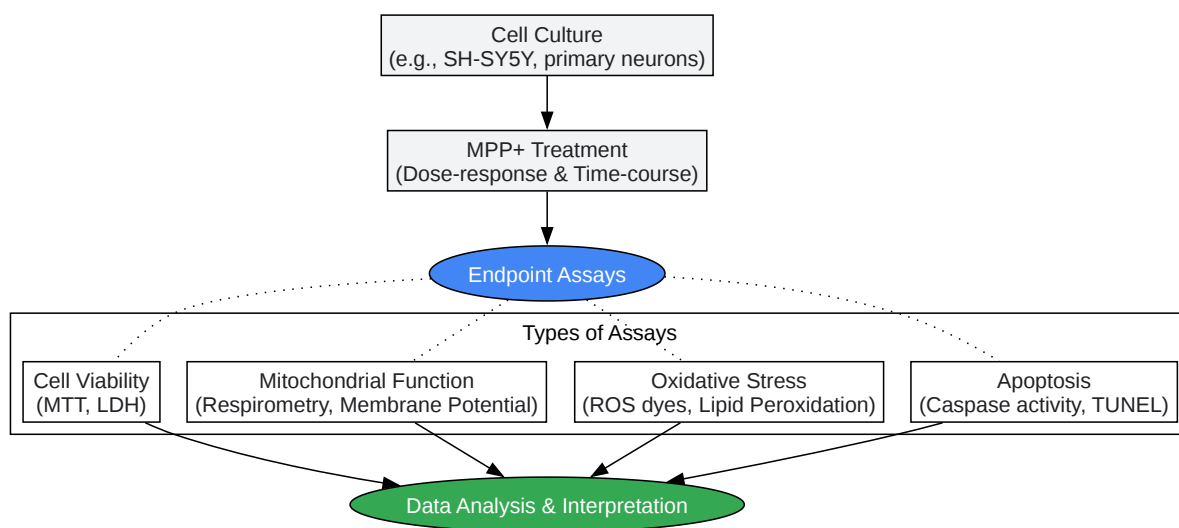 Cell Culture
(e.g., SH-SY5Y, primary neurons)
MPP+ Treatment
(Dose-response & Time-course)
Endpoint Assays
Types of Assays
Cell Viability
(MTT, LDH)
Mitochondrial Function
(Respirometry, Membrane Potential)
Oxidative Stress
(ROS dyes, Lipid Peroxidation)
Apoptosis
(Caspase activity, TUNEL)
Data Analysis & Interpretation